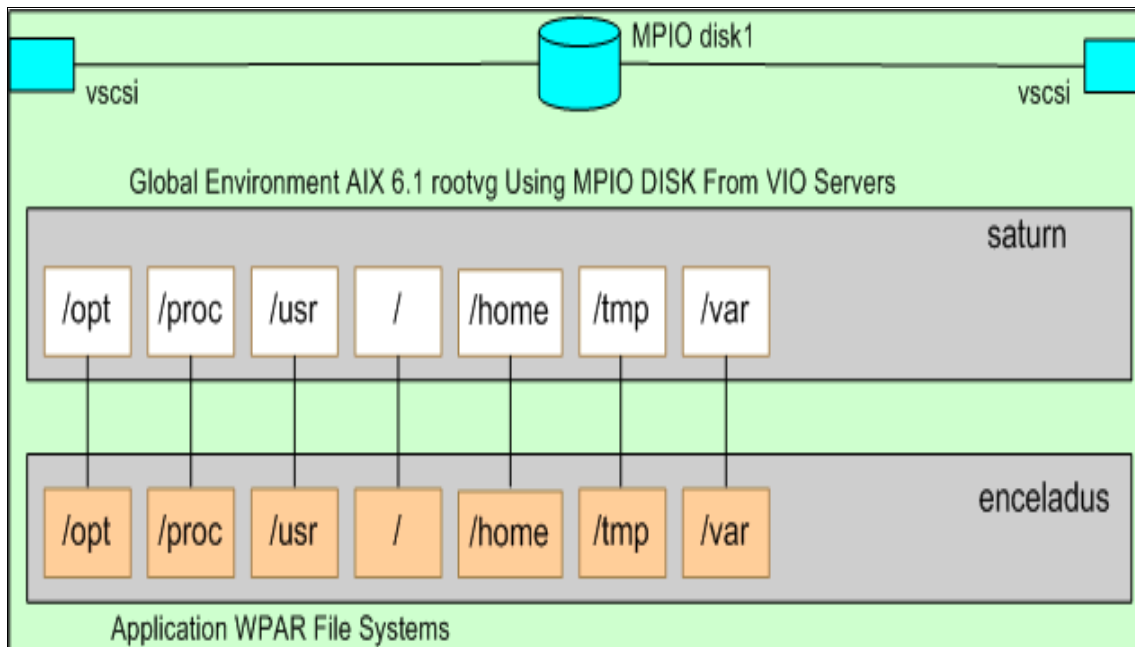 MPIO disk1
vscsi
vscsi
Global Environment AIX 6.1 rootvg Using MPIO DISK From VIO Servers
saturn
/opt /proc /usr / /home /tmp /var
enceladus
/opt /proc /usr / /home /tmp /var
Application WPAR File Systems